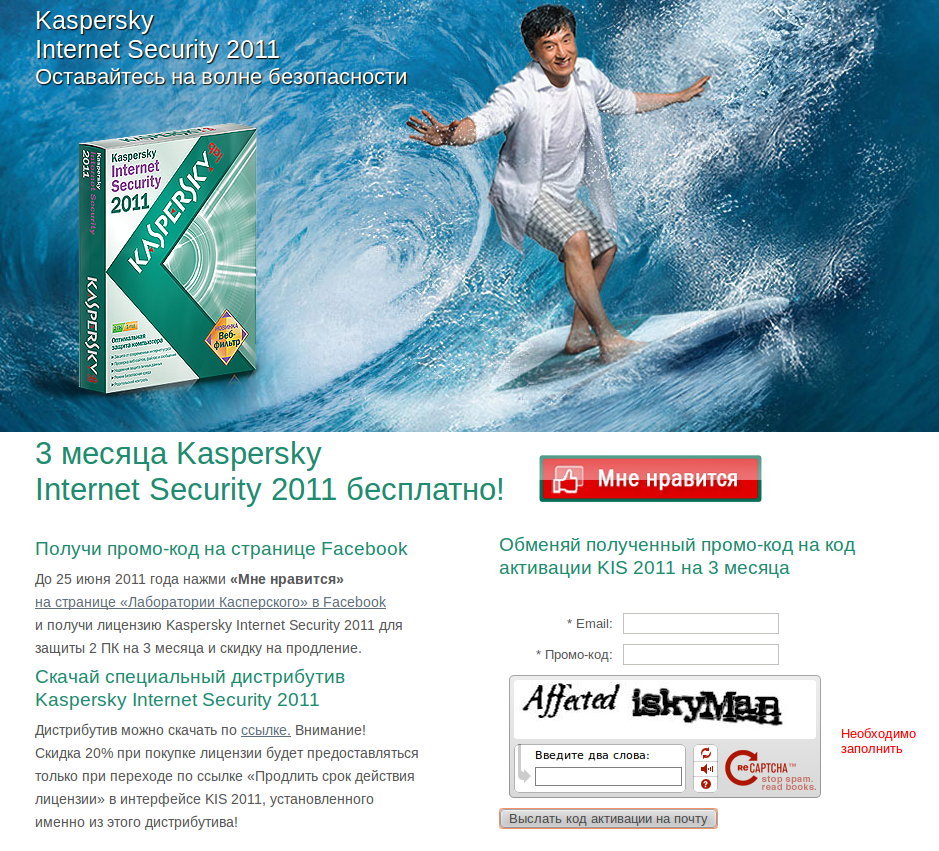 Kaspersky
Internet Security 2011
Оставайтесь на волне безопасности
Kaspersky
Internet
Security
2011
KASPERSKY
НОВИНКА
Веб-
фильтр
Оптимальная
защита компьютера
KASPERSKY
3 месяца Kaspersky
Internet Security 2011 бесплатно!
Мне нравится
Получи промо-код на странице Facebook
До 25 июня 2011 года нажми «Мне нравится»
на странице «Лаборатории Касперского» в Facebook
и получи лицензию Kaspersky Internet Security 2011 для
защиты 2 ПК на 3 месяца и скидку на продление.
Скачай специальный дистрибутив
Kaspersky Internet Security 2011
Дистрибутив можно скачать по ссылке. Внимание!
Скидка 20% при покупке лицензии будет предоставляться
только при переходе по ссылке «Продлить срок действия
лицензии» в интерфейсе KIS 2011, установленного
именно из этого дистрибутива!
Обменяй полученный промо-код на код
активации KIS 2011 на 3 месяца
* Email:
* Промо-код:
Affected iskyMan
Введите два слова:
reCAPTCHA™
stop spam.
read books.
Необходимо
заполнить
Выслать код активации на почту